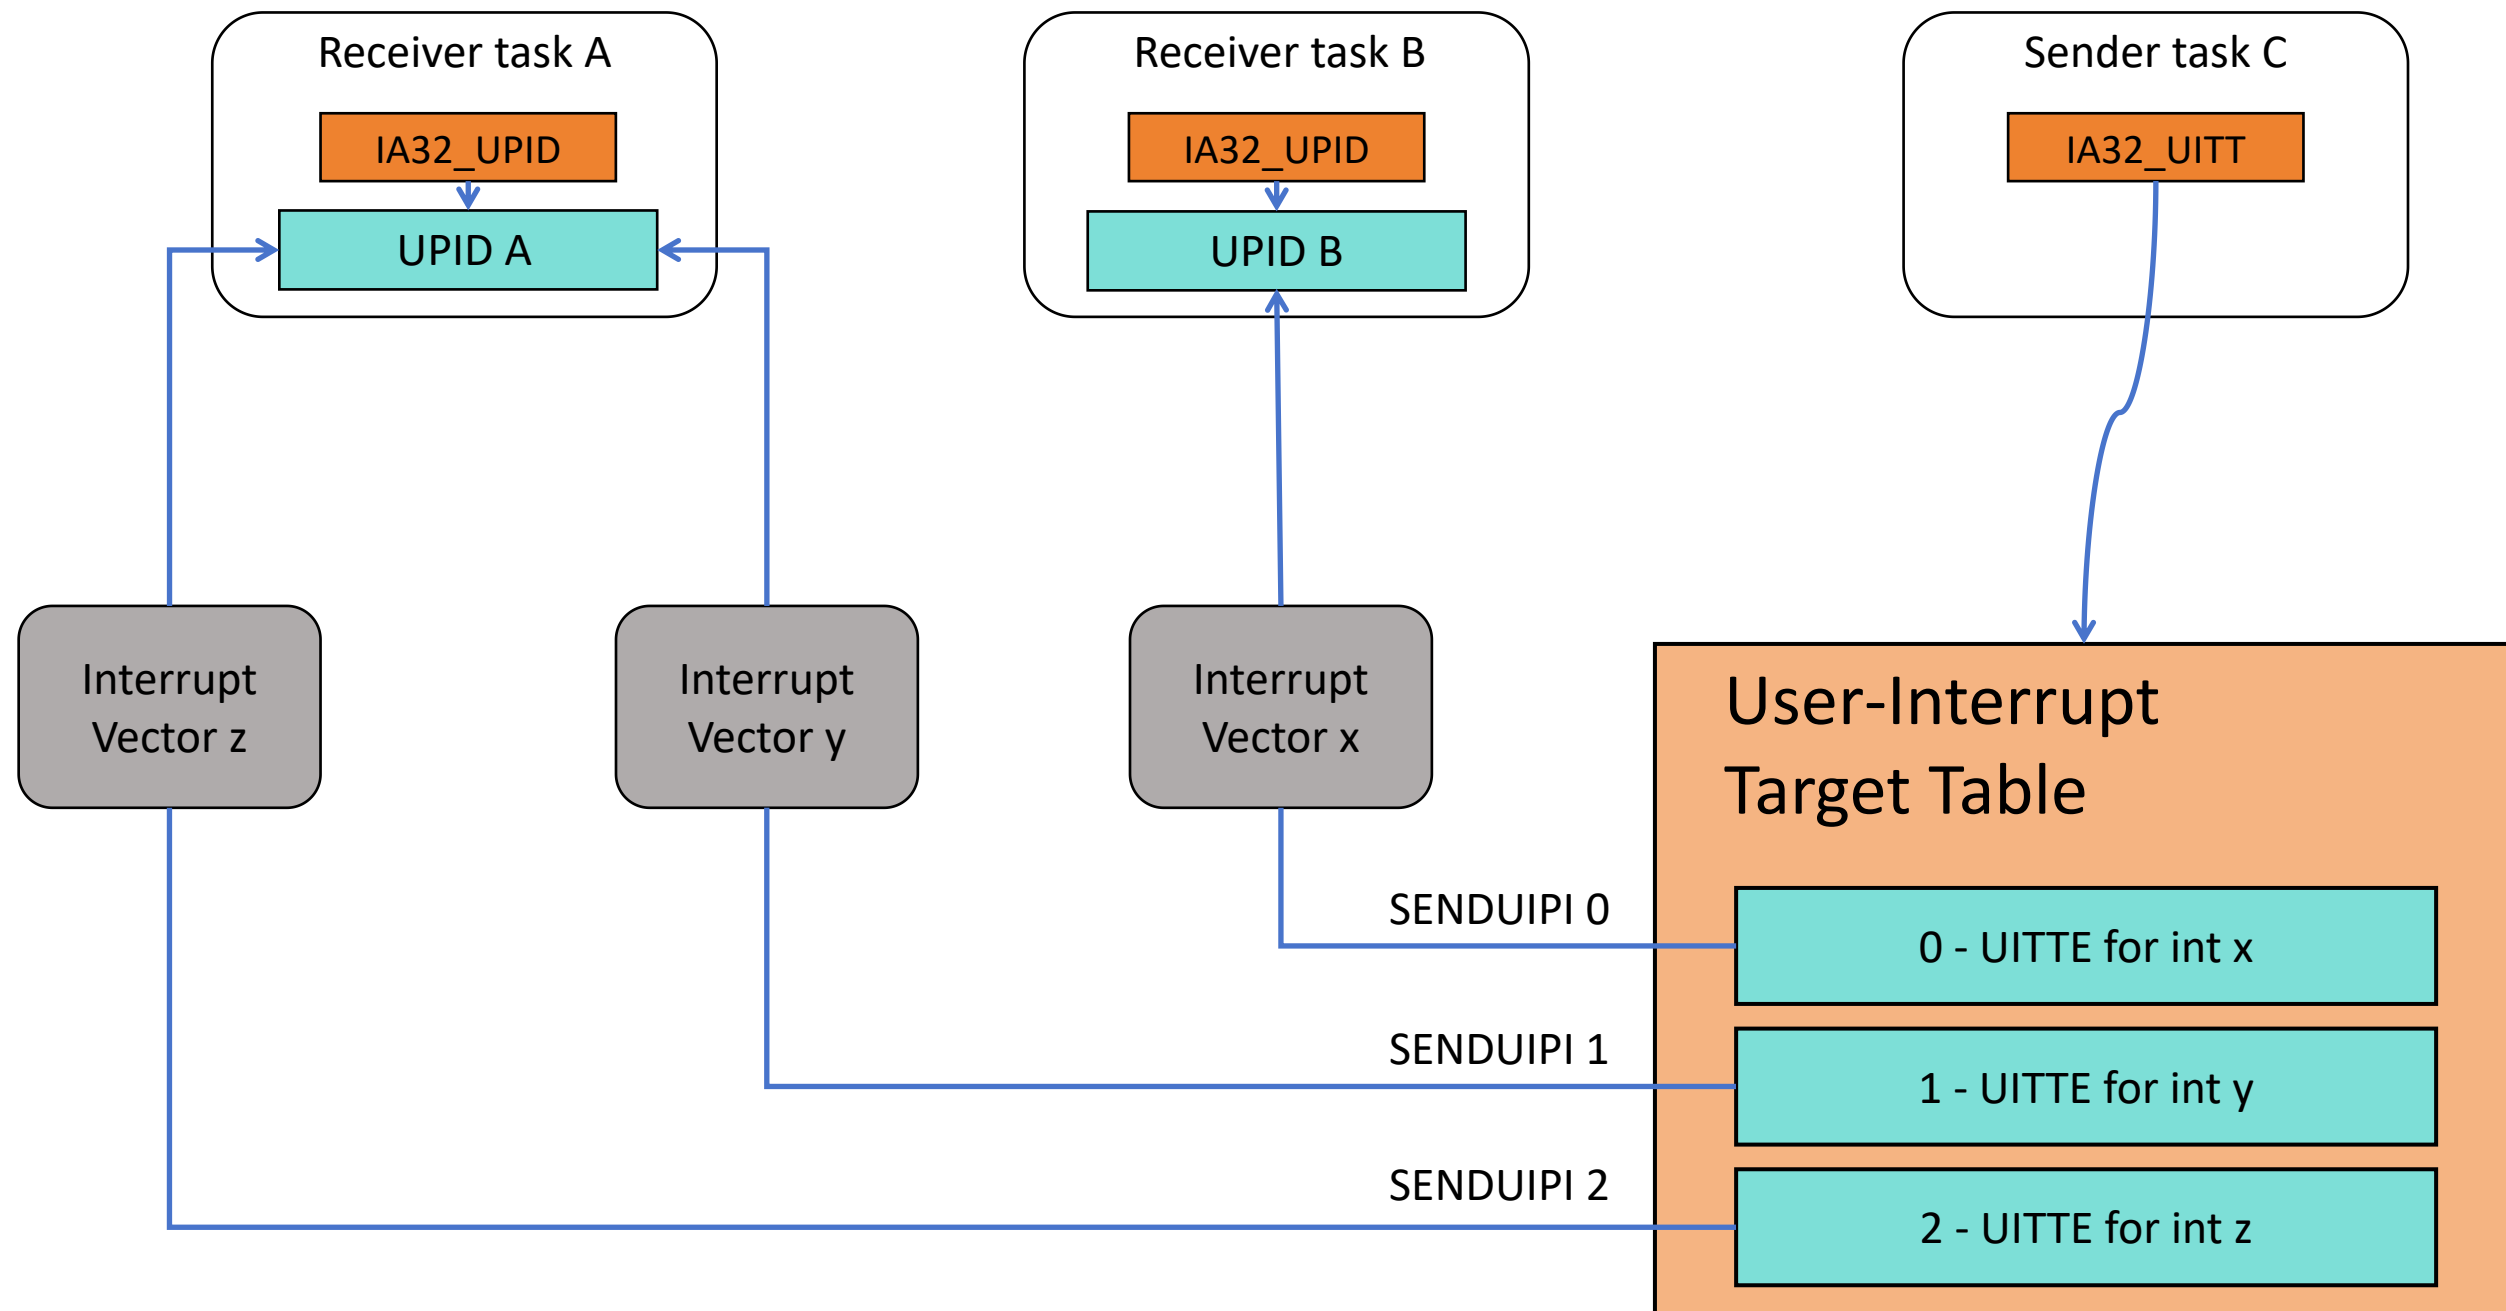 Receiver task A
IA32_UPID
UPID A
Receiver task B
IA32_UPID
UPID B
Sender task C
IA32_UITT
Interrupt
Vector z
Interrupt
Vector y
Interrupt
Vector x
User-Interrupt
Target Table
SENDUIPI 0
0 - UITTE for int x
SENDUIPI 1
1 - UITTE for int y
SENDUIPI 2
2 - UITTE for int z